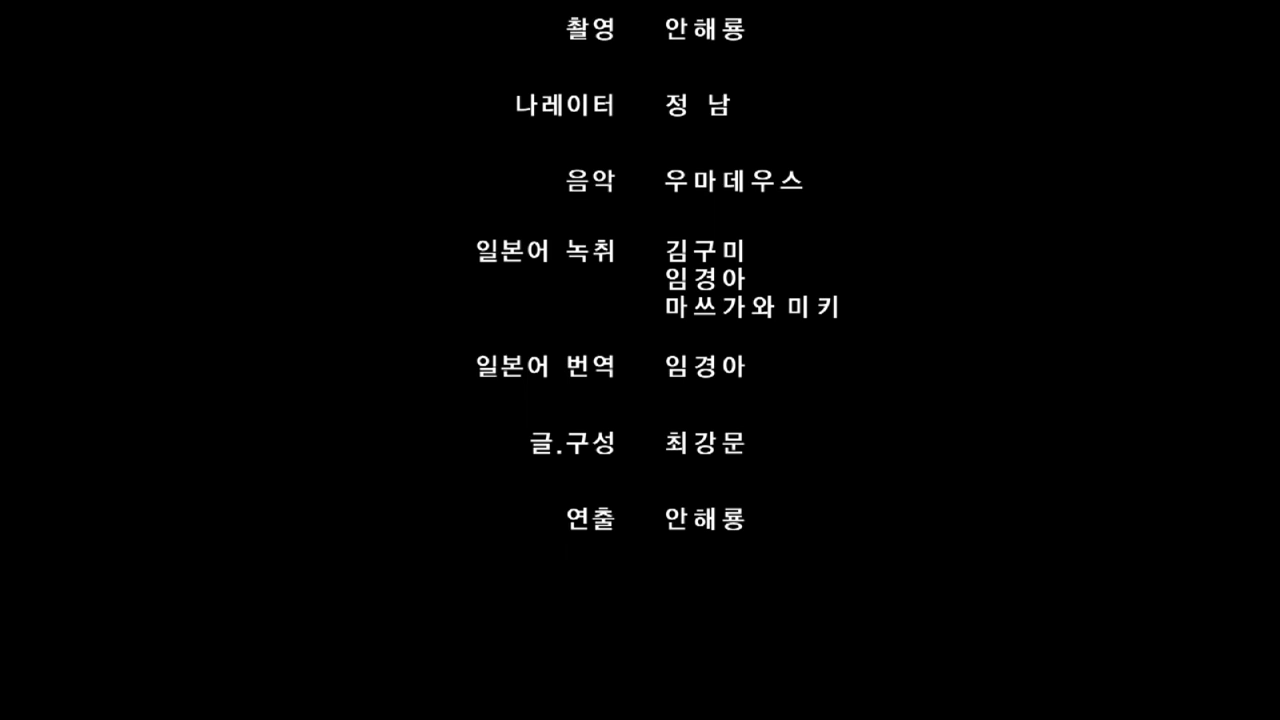 촬영 안해룡
나레이터 정 남
음악 우마데우스
일본어 녹취 김구미
임경아
마쓰가와 미키
일본어 번역 임경아
글.구성 최강문
연출 안해룡